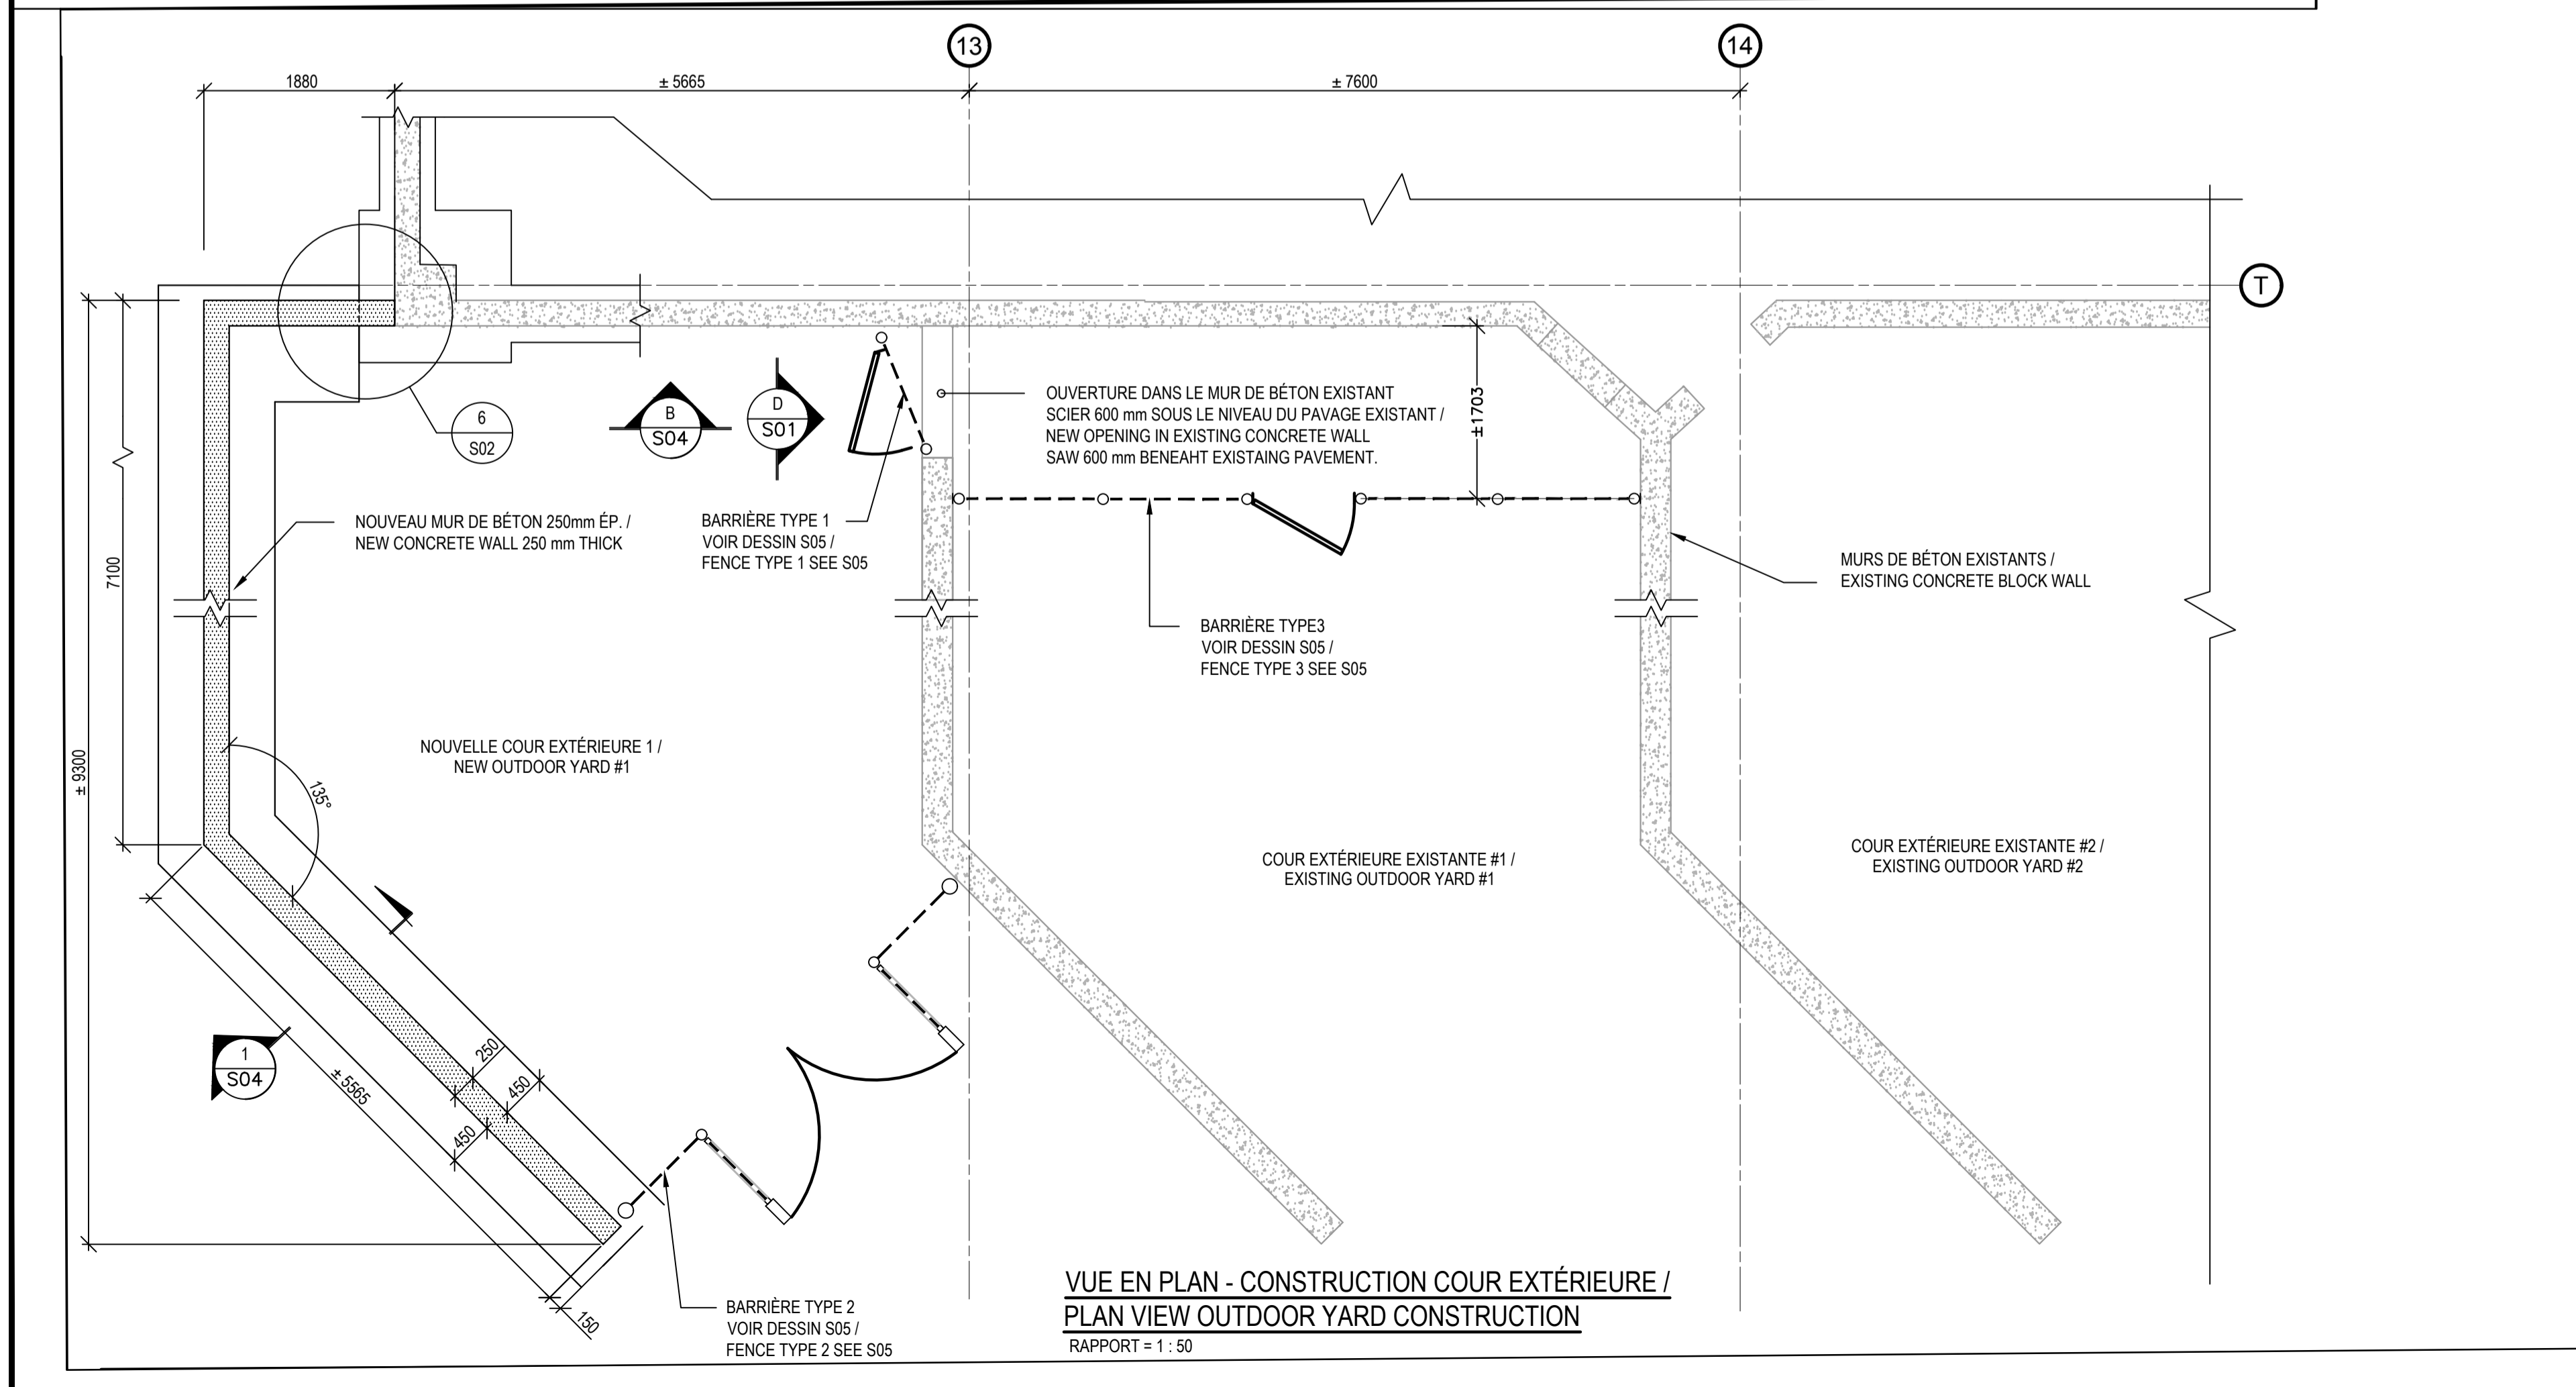 13
14
1880
± 5665
± 7600
T
B
S04
D
S01
6
S02
OUVERTURE DANS LE MUR DE BÉTON EXISTANT
SCIER 600 mm SOUS LE NIVEAU DU PAVAGE EXISTANT /
NEW OPENING IN EXISTING CONCRETE WALL
SAW 600 mm BENEAHT EXISTAING PAVEMENT.
±1703
NOUVEAU MUR DE BÉTON 250mm ÉP. /
NEW CONCRETE WALL 250 mm THICK
BARRIÈRE TYPE 1
VOIR DESSIN S05 /
FENCE TYPE 1 SEE S05
7100
MURS DE BÉTON EXISTANTS /
EXISTING CONCRETE BLOCK WALL
BARRIÈRE TYPE3
VOIR DESSIN S05 /
FENCE TYPE 3 SEE S05
± 9300
NOUVELLE COUR EXTÉRIEURE 1 /
NEW OUTDOOR YARD #1
135°
COUR EXTÉRIEURE EXISTANTE #1 /
EXISTING OUTDOOR YARD #1
COUR EXTÉRIEURE EXISTANTE #2 /
EXISTING OUTDOOR YARD #2
1
S04
± 5565
250
450
450
150
BARRIÈRE TYPE 2
VOIR DESSIN S05 /
FENCE TYPE 2 SEE S05
VUE EN PLAN - CONSTRUCTION COUR EXTÉRIEURE /
PLAN VIEW OUTDOOR YARD CONSTRUCTION
RAPPORT = 1 : 50